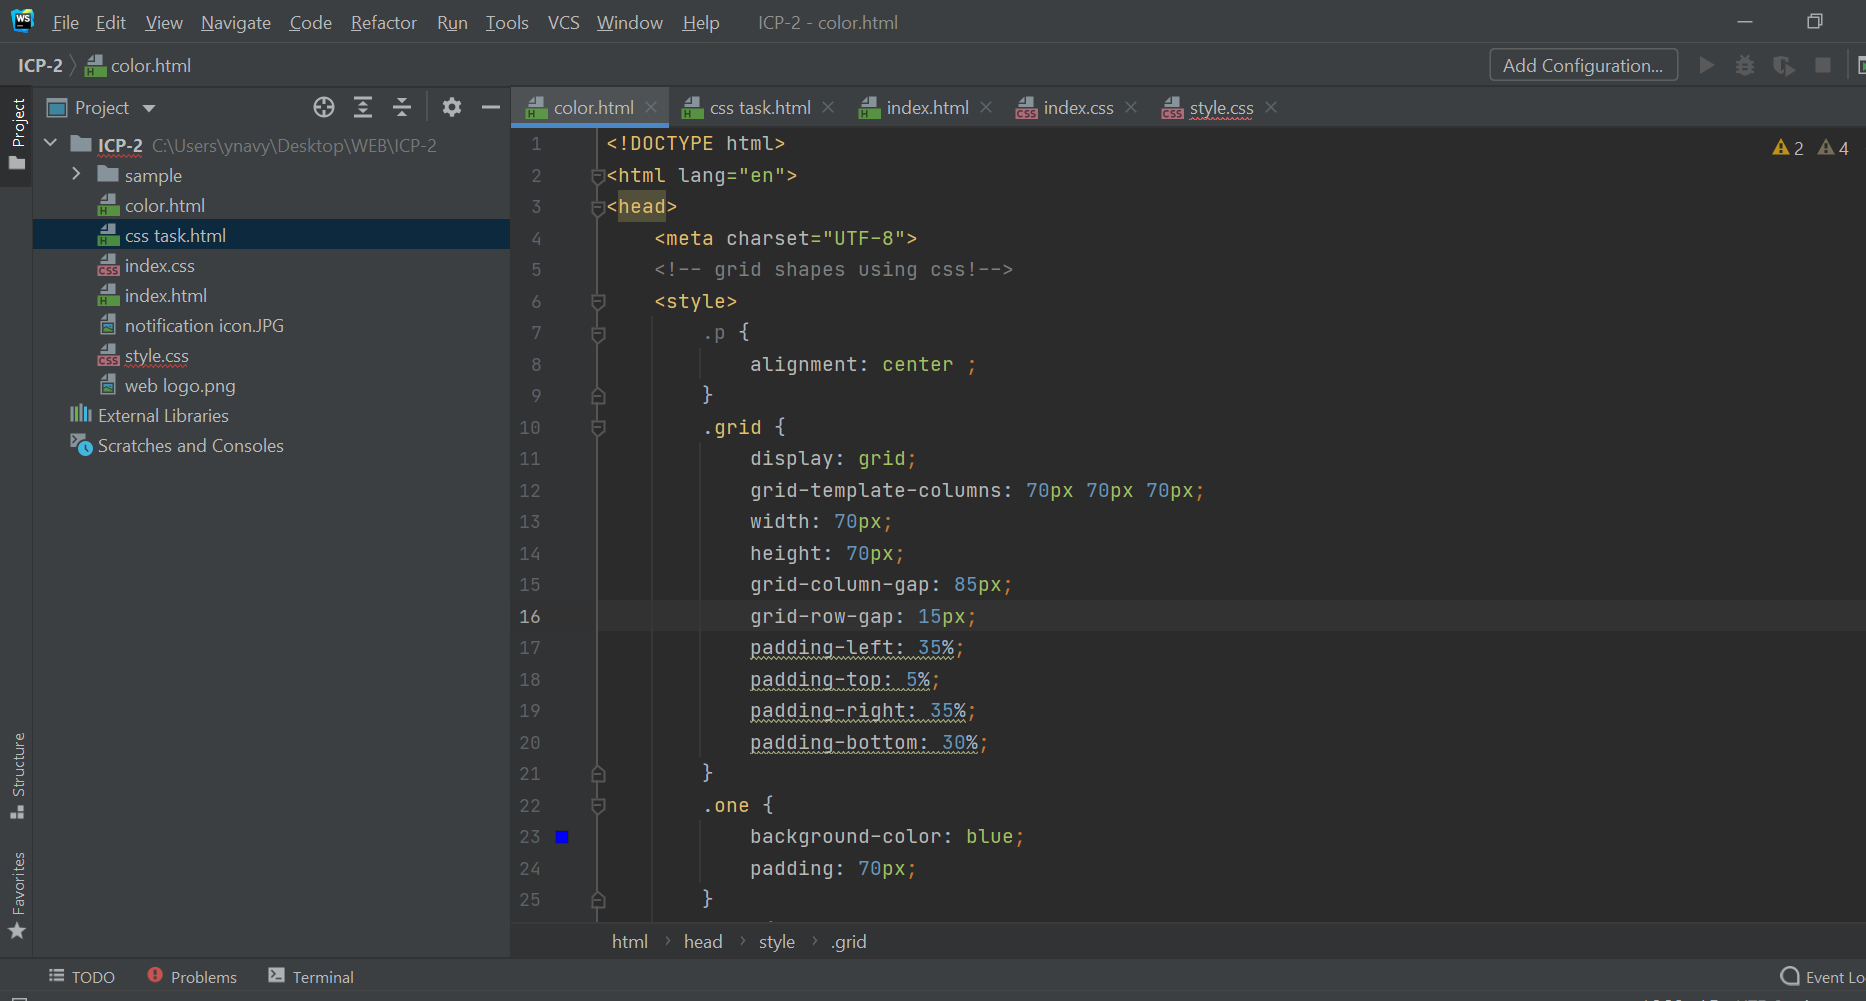 WS File Edit View Navigate Code Refactor Run Tools VCS Window Help ICP-2 - color.html
ICP-2 color.html Add Configuration...
Project
Project
color.html css task.html index.html index.css style.css
ICP-2 C:\Users\ynavy\Desktop\WEB\ICP-2
sample
color.html
css task.html
index.css
index.html
notification icon.JPG
style.css
web logo.png
External Libraries
Scratches and Consoles
Structure
Favorites
2 4
1 <!DOCTYPE html>
2 <html lang="en">
3 <head>
4 <meta charset="UTF-8">
5 <!-- grid shapes using css!-->
6 <style>
7 .p {
8 alignment: center ;
9 }
10 .grid {
11 display: grid;
12 grid-template-columns: 70px 70px 70px;
13 width: 70px;
14 height: 70px;
15 grid-column-gap: 85px;
16 grid-row-gap: 15px;
17 padding-left: 35%;
18 padding-top: 5%;
19 padding-right: 35%;
20 padding-bottom: 30%;
21 }
22 .one {
23 background-color: blue;
24 padding: 70px;
25 }
html head style .grid
TODO Problems Terminal Event Lo